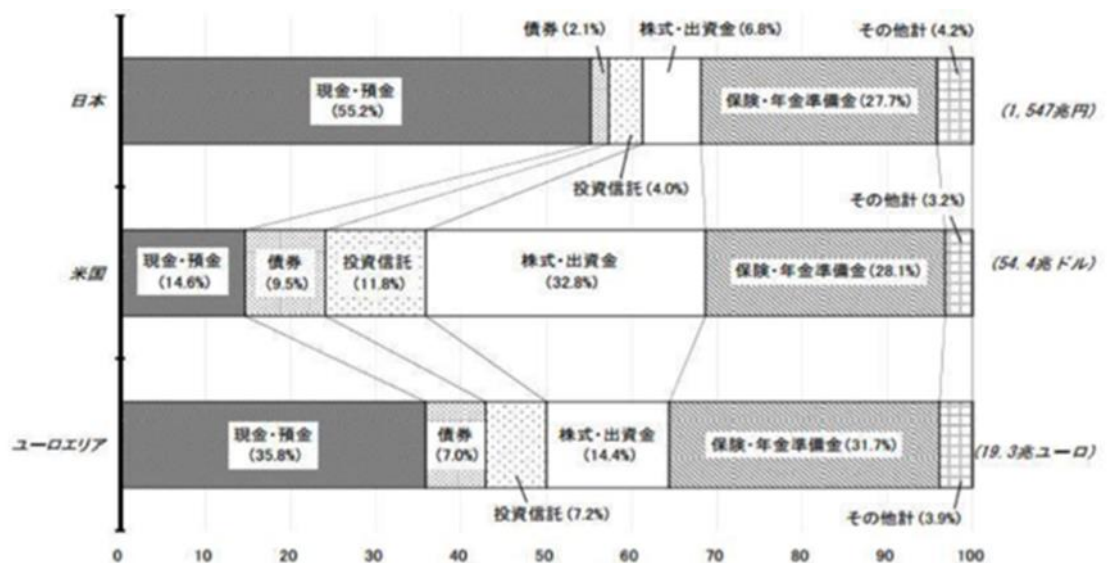 債券(2.1%)
株式・出資金(6.8%)
その他計(4.2%)
日本
現金・預金
(55.2%)
保険・年金準備金(27.7%)
(1,547兆円)
投資信託(4.0%)
その他計(3.2%)
米国
現金・預金
(14.6%)
債券
(9.5%)
投資信託
(11.8%)
株式・出資金
(32.8%)
保険・年金準備金(28.1%)
(54.4兆ドル)
ユーロエリア
現金・預金
(35.8%)
債券
(7.0%)
株式・出資金
(14.4%)
保険・年金準備金(31.7%)
(19.3兆ユーロ)
投資信託(7.2%)
その他計(3.9%)
0 10 20 30 40 50 60 70 80 90 100